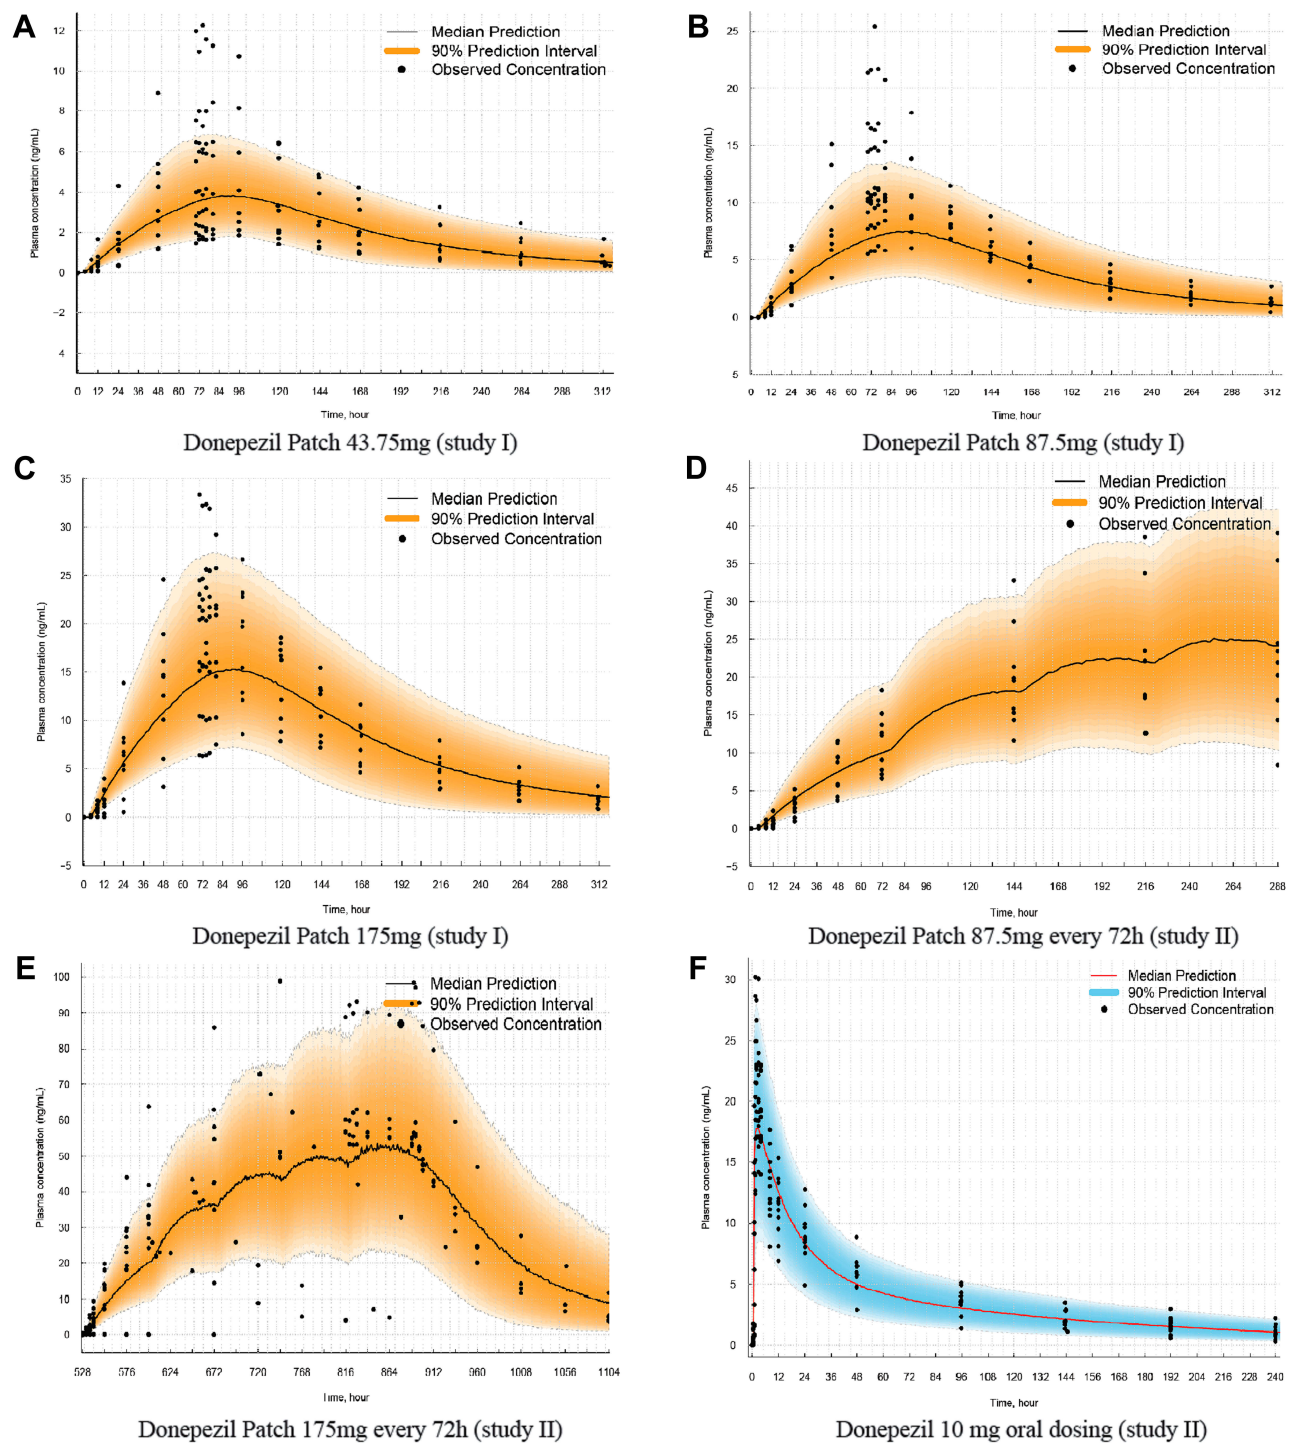 A
Median Prediction
90% Prediction Interval
Observed Concentration
Plasma concentration (ng/mL)
12
10
8
6
4
2
0
−2
4
0 12 24 36 48 60 72 84 96 120 144 168 192 216 240 264 288 312
Time, hour
Donepezil Patch 43.75mg (study I)
B
Median Prediction
90% Prediction Interval
Observed Concentration
Plasma concentration (ng/mL)
25
20
15
10
5
0
5
0 12 24 36 48 60 72 84 96 120 144 168 192 216 240 264 288 312
Time, hour
Donepezil Patch 87.5mg (study I)
C
Median Prediction
90% Prediction Interval
Observed Concentration
Plasma concentration (ng/mL)
35
30
25
20
15
10
5
0
−5
0 12 24 36 48 60 72 84 96 120 144 168 192 216 240 264 288 312
Time, hour
Donepezil Patch 175mg (study I)
D
Median Prediction
90% Prediction Interval
Observed Concentration
Plasma concentration (ng/mL)
45
40
35
30
25
20
15
10
5
0
−5
0 12 24 36 48 60 72 84 96 120 144 168 192 216 240 264 288
Time, hour
Donepezil Patch 87.5mg every 72h (study II)
E
Median Prediction
90% Prediction Interval
Observed Concentration
Plasma concentration (ng/mL)
100
90
80
70
60
50
40
30
20
10
0
528 576 624 672 720 768 816 864 912 960 1008 1056 1104
Time, hour
Donepezil Patch 175mg every 72h (study II)
F
Median Prediction
90% Prediction Interval
Observed Concentration
Plasma concentration (ng/mL)
30
25
20
15
10
5
0
0 12 24 36 48 60 72 84 96 108 120 132 144 156 168 180 192 204 216 228 240
Time, hour
Donepezil 10 mg oral dosing (study II)